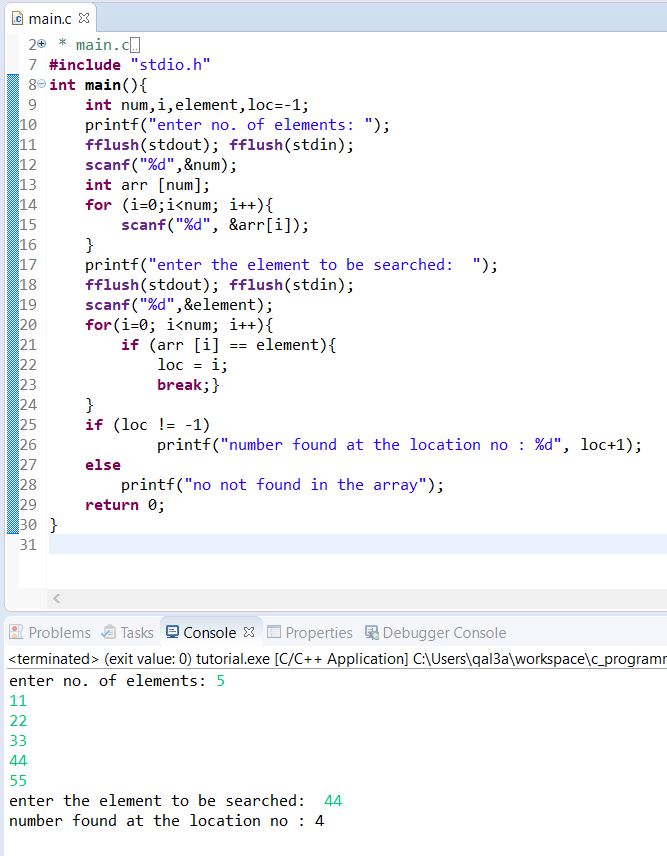 main.c
2 * main.c
7 #include "stdio.h"
8 int main(){
9     int num,i,element,loc=-1;
10     printf("enter no. of elements: ");
11     fflush(stdout); fflush(stdin);
12     scanf("%d",&num);
13     int arr [num];
14     for (i=0;i<num; i++){
15         scanf("%d", &arr[i]);
16     }
17     printf("enter the element to be searched:  ");
18     fflush(stdout); fflush(stdin);
19     scanf("%d",&element);
20     for(i=0; i<num; i++){
21         if (arr [i] == element){
22             loc = i;
23             break;}
24     }
25     if (loc != -1)
26             printf("number found at the location no : %d", loc+1);
27     else
28         printf("no not found in the array");
29     return 0;
30 }
31
Problems Tasks Console Properties Debugger Console
<terminated> (exit value: 0) tutorial.exe [C/C++ Application] C:\Users\qal3a\workspace\c_programm
enter no. of elements: 5
11
22
33
44
55
enter the element to be searched:  44
number found at the location no : 4